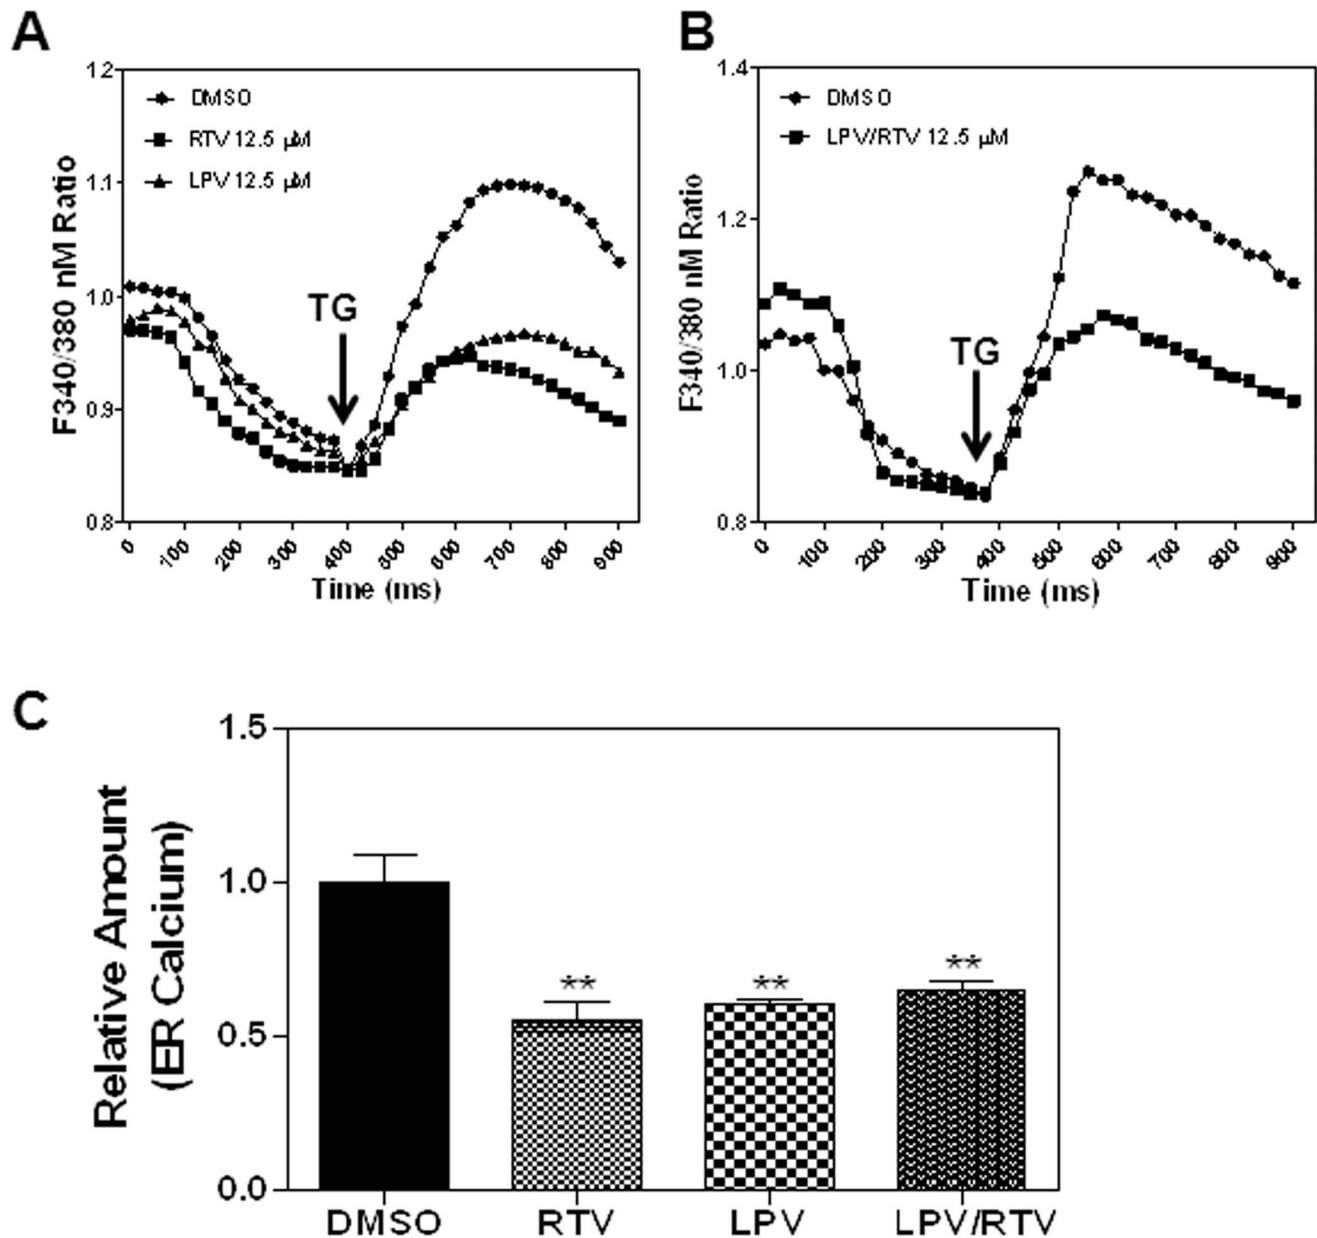 A
1.2
1.1
1.0
0.9
0.8
F340/380 nM Ratio
DMSO
RTV 12.5 µM
LPV 12.5 µM
TG
0 100 200 300 400 500 600 700 800 900
Time (ms)
B
1.4
1.2
1.0
0.8
F340/380 nM Ratio
DMSO
LPV/RTV 12.5 µM
TG
0 100 200 300 400 500 600 700 800 900
Time (ms)
C
1.5
1.0
0.5
0.0
Relative Amount
(ER Calcium)
** ** **
DMSO RTV LPV LPV/RTV